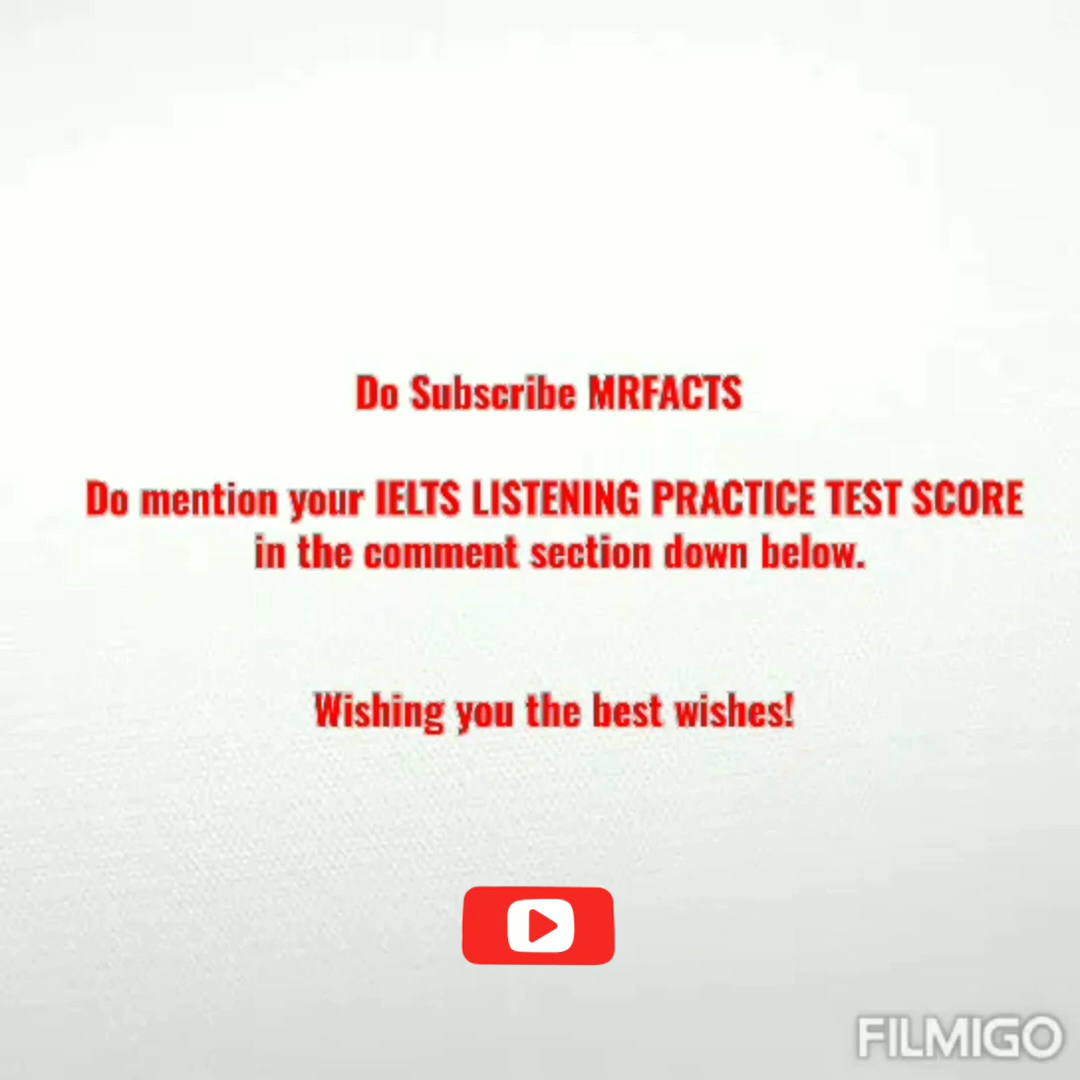 Do Subscribe MRFACTS
Do mention your IELTS LISTENING PRACTICE TEST SCORE
in the comment section down below.
Wishing you the best wishes!
FILMIGO